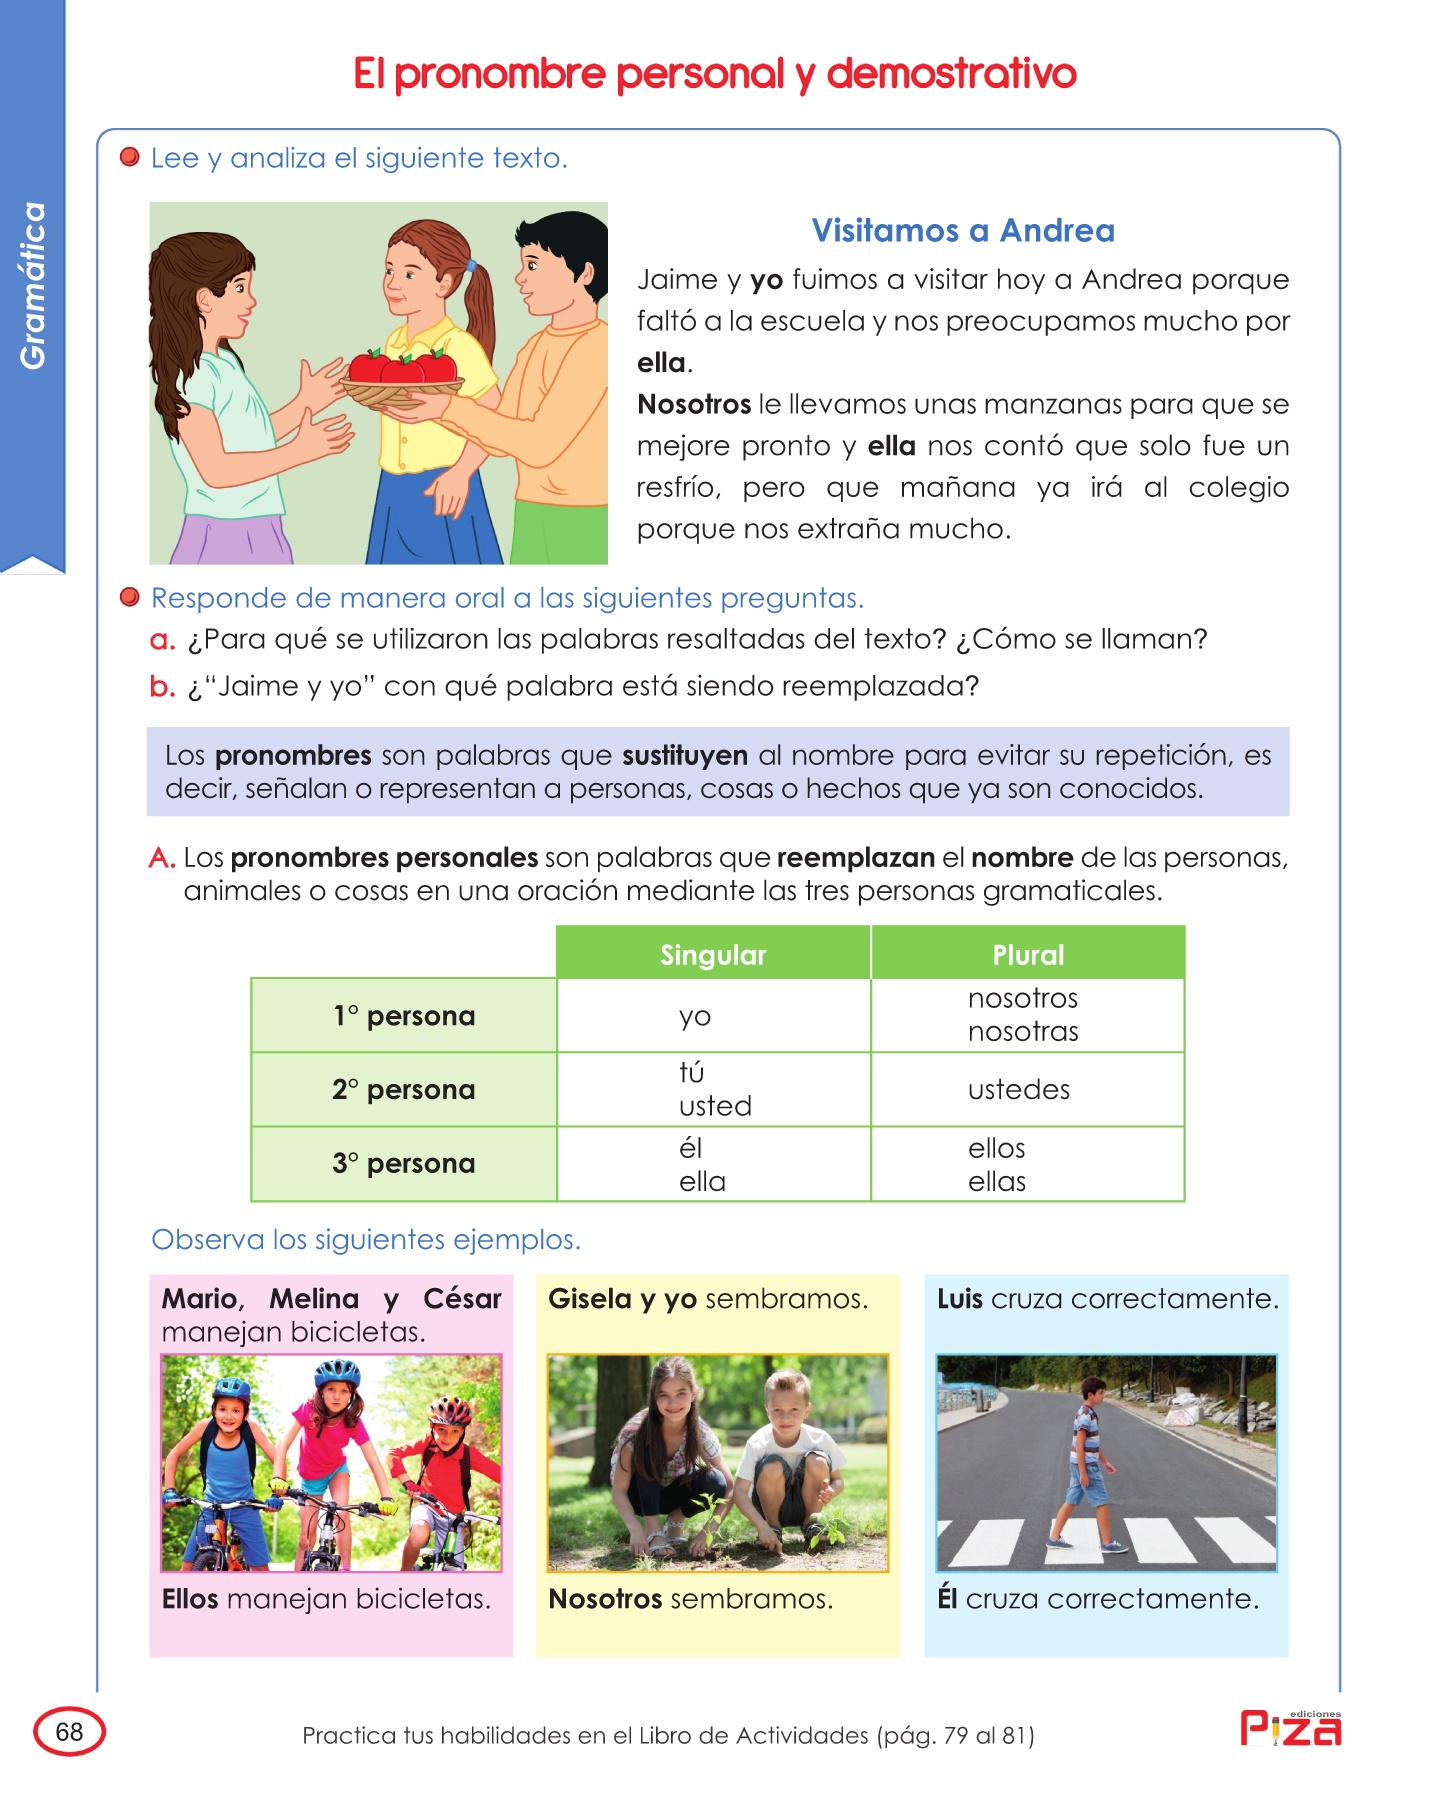 El pronombre personal y demostrativo
Gramática
Lee y analiza el siguiente texto.
Visitamos a Andrea
Jaime y yo fuimos a visitar hoy a Andrea porque
faltó a la escuela y nos preocupamos mucho por
ella.
Nosotros le llevamos unas manzanas para que se
mejore pronto y ella nos contó que solo fue un
resfrío, pero que mañana ya irá al colegio
porque nos extraña mucho.
Responde de manera oral a las siguientes preguntas.
a. ¿Para qué se utilizaron las palabras resaltadas del texto? ¿Cómo se llaman?
b. ¿“Jaime y yo” con qué palabra está siendo reemplazada?
Los pronombres son palabras que sustituyen al nombre para evitar su repetición, es
decir, señalan o representan a personas, cosas o hechos que ya son conocidos.
A. Los pronombres personales son palabras que reemplazan el nombre de las personas,
animales o cosas en una oración mediante las tres personas gramaticales.
Singular Plural
1° persona yo nosotros
nosotras
2° persona tú
usted ustedes
3° persona él ellos
ella ellas
Observa los siguientes ejemplos.
Mario, Melina y César
manejan bicicletas.
Ellos manejan bicicletas.
Gisela y yo sembramos.
Nosotros sembramos.
Luis cruza correctamente.
Él cruza correctamente.
68
Practica tus habilidades en el Libro de Actividades (pág. 79 al 81)
ediciones
Piza